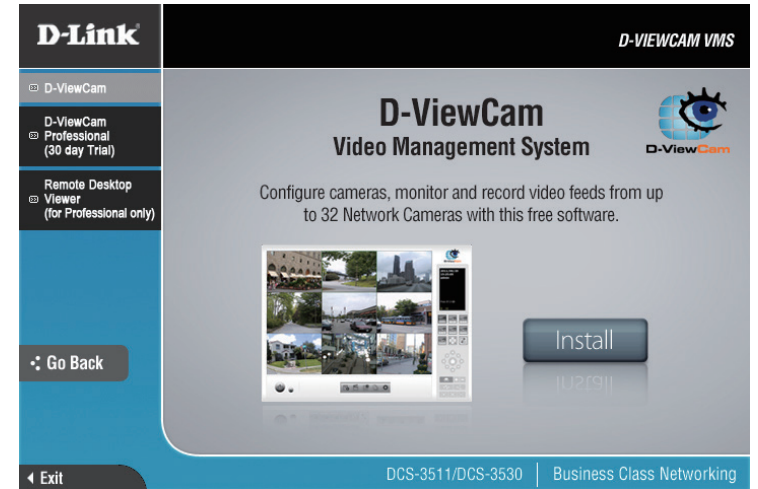 D-Link
D-VIEWCAM VMS
D-ViewCam
D-ViewCam
Professional
(30 day Trial)
Remote Desktop
Viewer
(for Professional only)
Go Back
Exit
D-ViewCam
Video Management System
D-ViewCam
Configure cameras, monitor and record video feeds from up
to 32 Network Cameras with this free software.
Install
DCS-3511/DCS-3530 | Business Class Networking